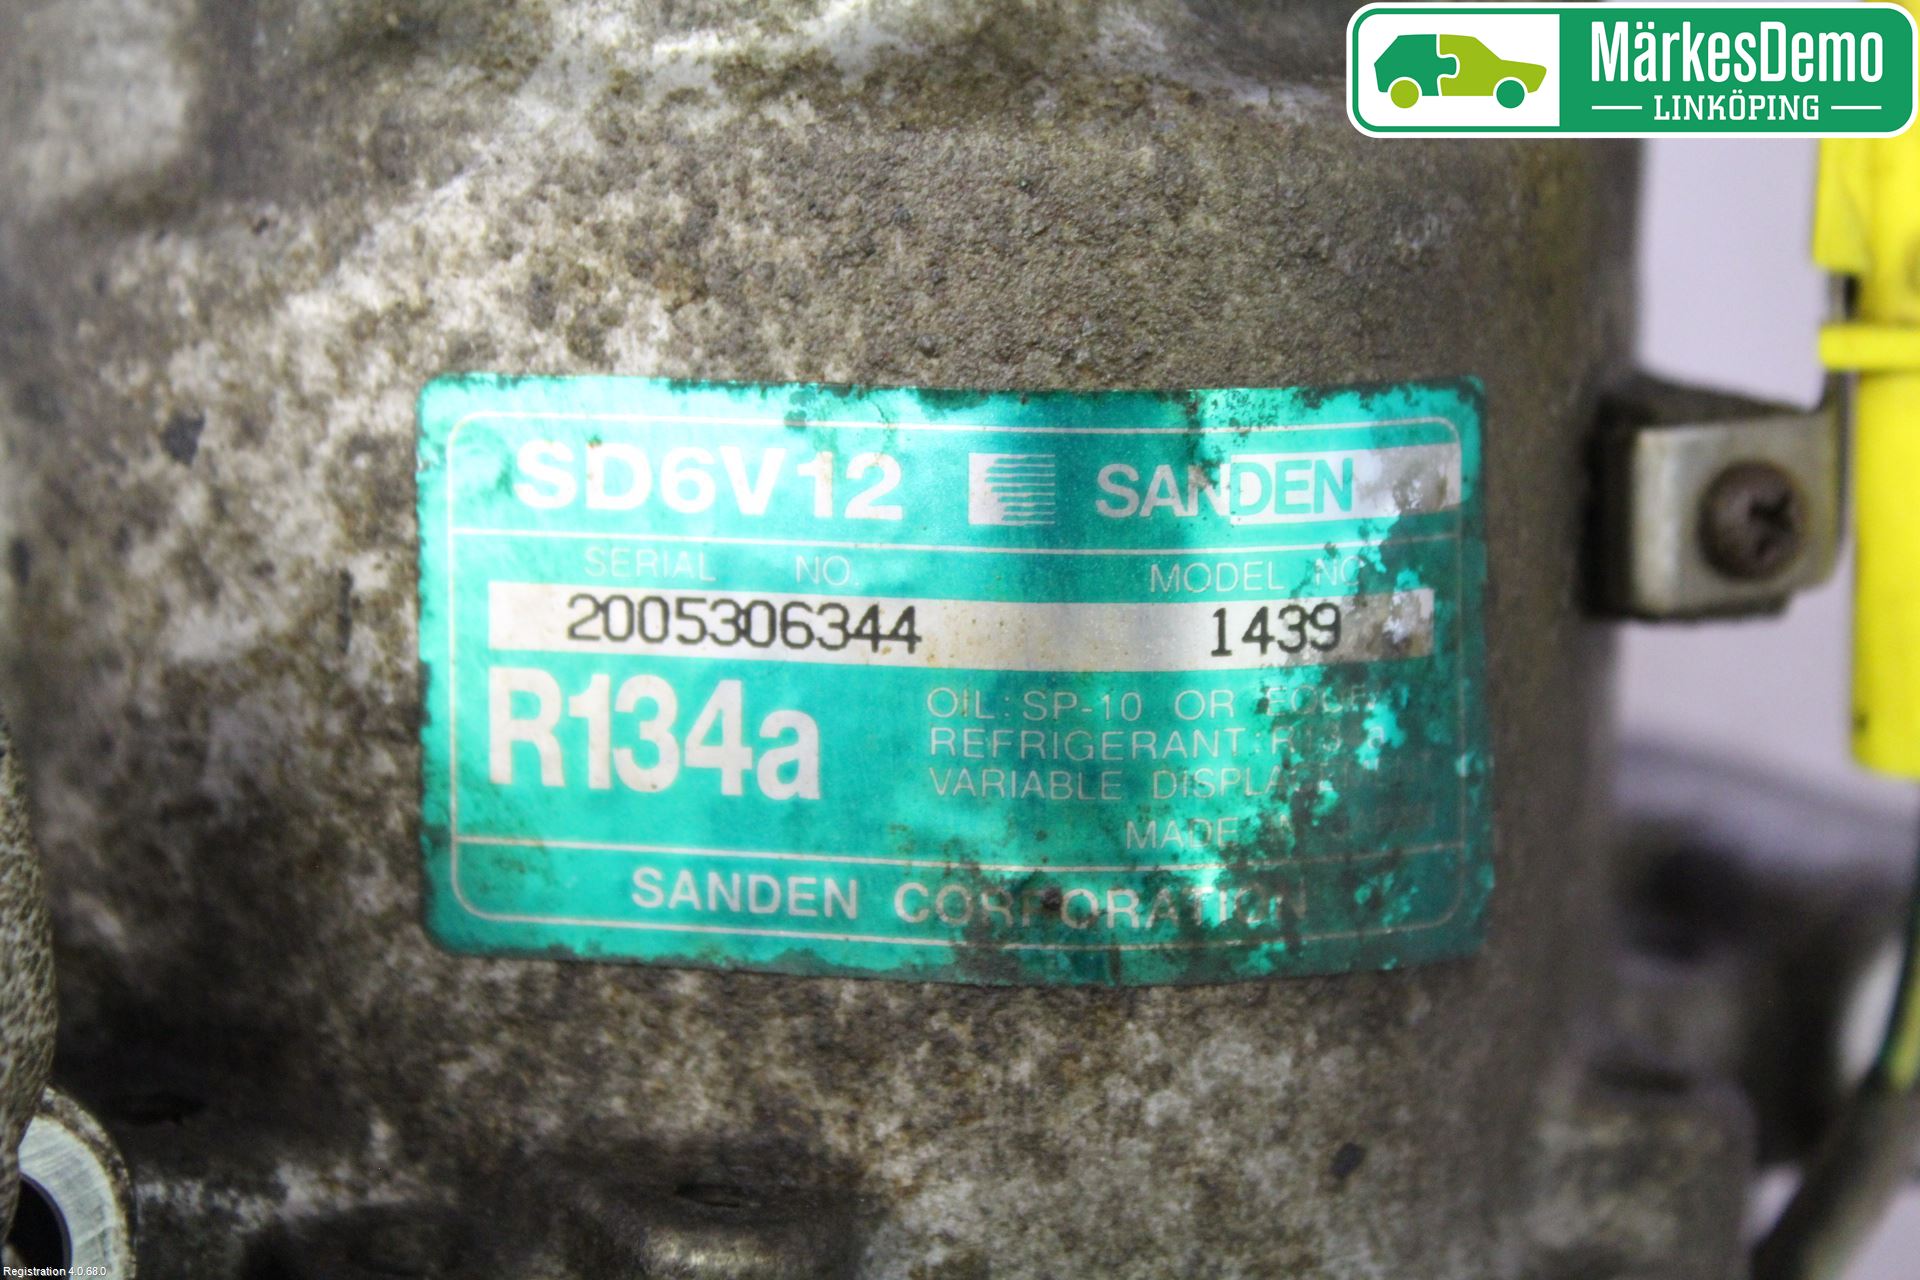 MärkesDemo
LINKÖPING
SD6V12 SANDEN
SERIAL NO. MODEL NO
2005306344 1439
R134a
OIL: SP-10 OR
REFRIGERANT:
VARIABLE
MADE
SANDEN CORPORATION
Registration 4.0.68.0